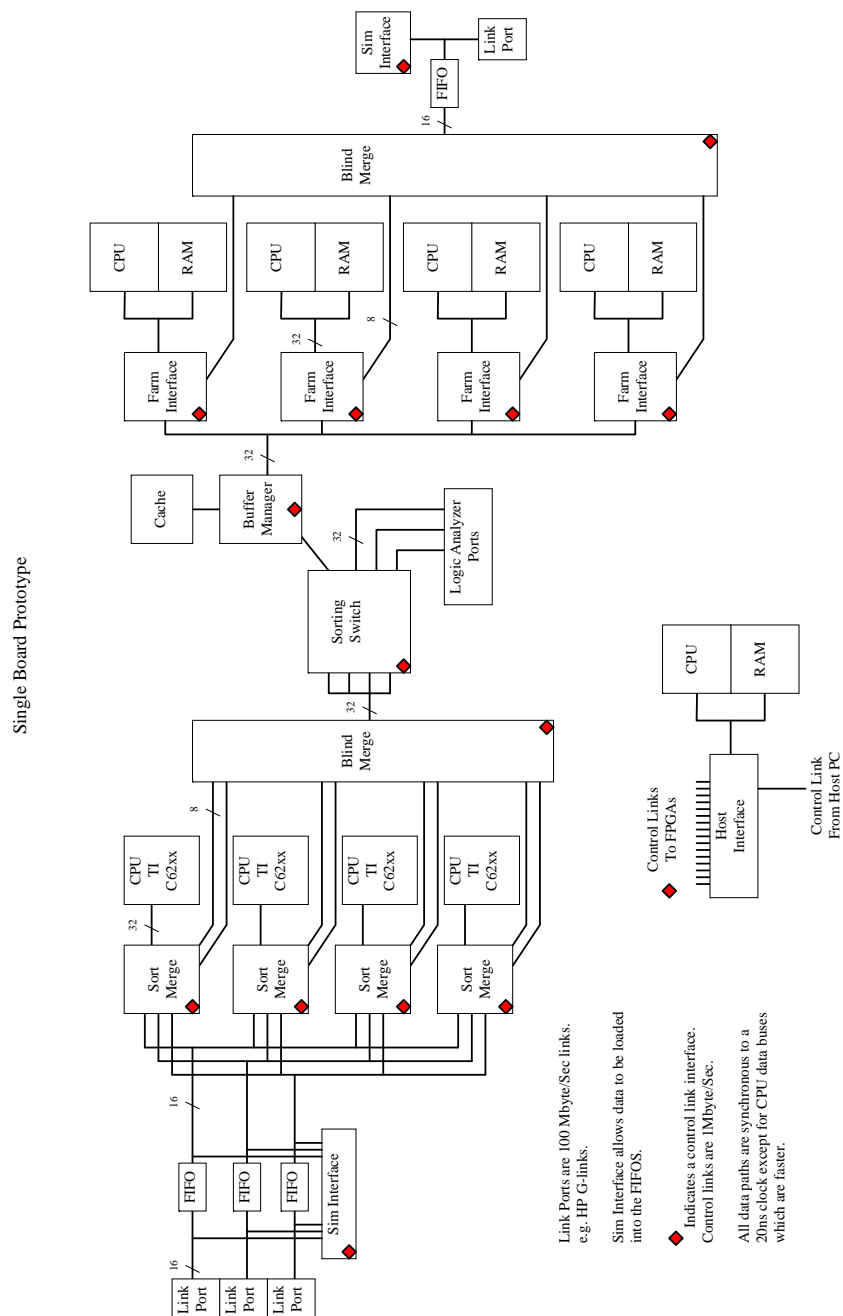 Single Board Prototype
Link
Port
Link
Port
Link
Port
16
FIFO
FIFO
FIFO
Sim Interface
16
Sort
Merge
Sort
Merge
Sort
Merge
Sort
Merge
32
CPU
TI
C62xx
CPU
TI
C62xx
CPU
TI
C62xx
CPU
TI
C62xx
8
Blind
Merge
32
Sorting
Switch
Cache
Buffer
Manager
32
Logic Analyzer
Ports
32
Farm
Interface
Farm
Interface
Farm
Interface
Farm
Interface
32
8
CPU
RAM
CPU
RAM
CPU
RAM
CPU
RAM
Blind
Merge
16
FIFO
Sim
Interface
Link
Port
Link Ports are 100 Mbyte/Sec links.
e.g. HP G-links.
Sim Interface allows data to be loaded
into the FIFOS.
Indicates a control link interface.
Control links are 1Mbyte/Sec.
All data paths are synchronous to a
20ns clock except for CPU data buses
which are faster.
Control Links
To FPGAs
Host
Interface
CPU
RAM
Control Link
From Host PC